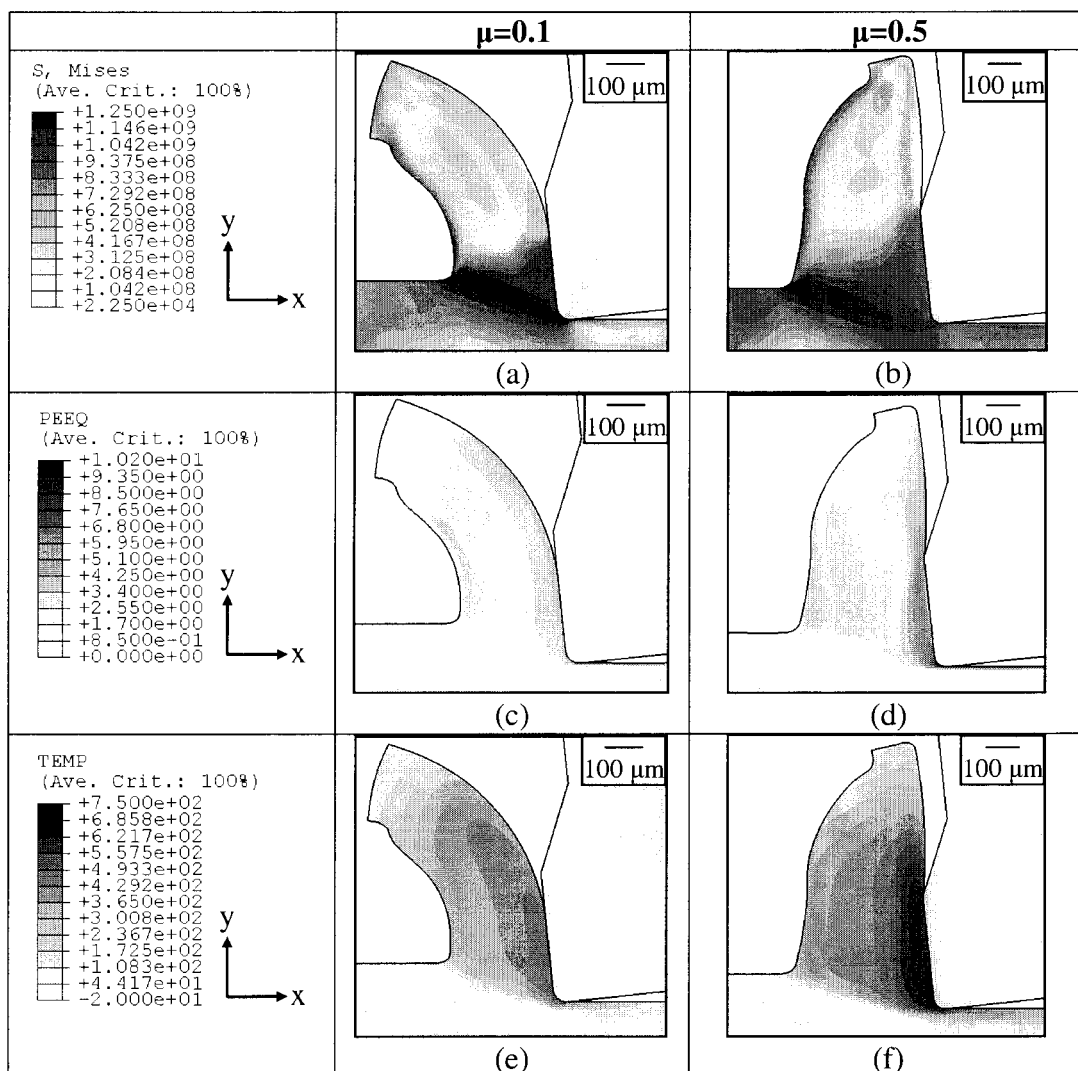 μ=0.1
μ=0.5
S, Mises
(Ave. Crit.: 100%)
+1.250e+09
+1.146e+09
+1.042e+09
+9.375e+08
+8.333e+08
+7.292e+08
+6.250e+08
+5.208e+08
+4.167e+08
+3.125e+08
+2.084e+08
+1.042e+08
+2.250e+04
y
x
100 μm
(a)
100 μm
(b)
PEEQ
(Ave. Crit.: 100%)
+1.020e+01
+9.350e+00
+8.500e+00
+7.650e+00
+6.800e+00
+5.950e+00
+5.100e+00
+4.250e+00
+3.400e+00
+2.550e+00
+1.700e+00
+8.500e-01
+0.000e+00
y
x
100 μm
(c)
100 μm
(d)
TEMP
(Ave. Crit.: 100%)
+7.500e+02
+6.858e+02
+6.217e+02
+5.575e+02
+4.933e+02
+4.292e+02
+3.650e+02
+3.008e+02
+2.367e+02
+1.725e+02
+1.083e+02
+4.417e+01
-2.000e+01
y
x
100 μm
(e)
100 μm
(f)